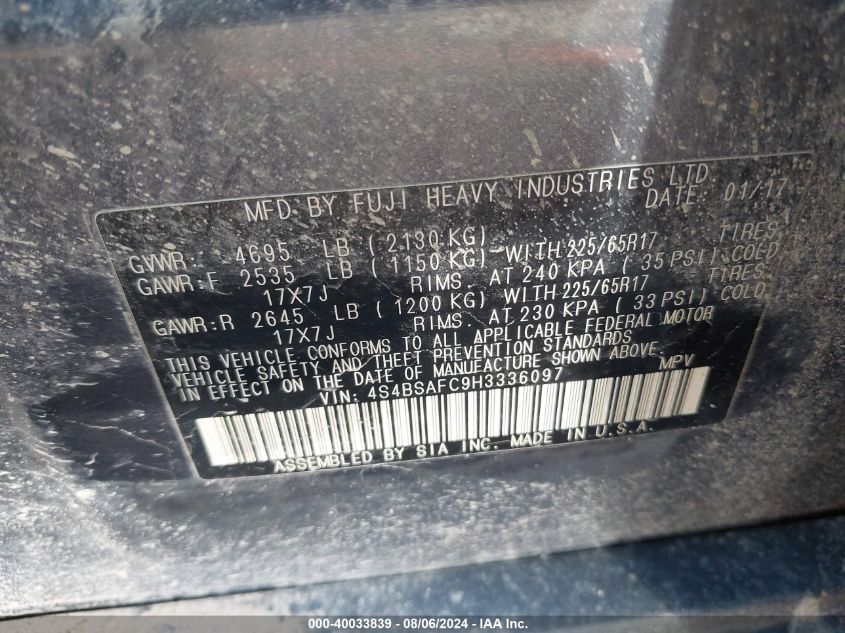 MFD. BY FUJI HEAVY INDUSTRIES LTD.
DATE: 01/17
GVWR: 4695 LB (2130 KG)
GAWR:F 2535 LB (1150 KG) WITH 225/65R17 TIRES
17X7J RIMS. AT 240 KPA (35 PSI) COLD
GAWR:R 2645 LB (1200 KG) WITH 225/65R17 TIRES
17X7J RIMS. AT 230 KPA (33 PSI) COLD.
THIS VEHICLE CONFORMS TO ALL APPLICABLE FEDERAL MOTOR
VEHICLE SAFETY AND THEFT PREVENTION STANDARDS
IN EFFECT ON THE DATE OF MANUFACTURE SHOWN ABOVE.
VIN: 4S4BSAFC9H3336097 MPV
ASSEMBLED BY SIA INC. MADE IN U.S.A.
000-40033839 - 08/06/2024 - IAA Inc.